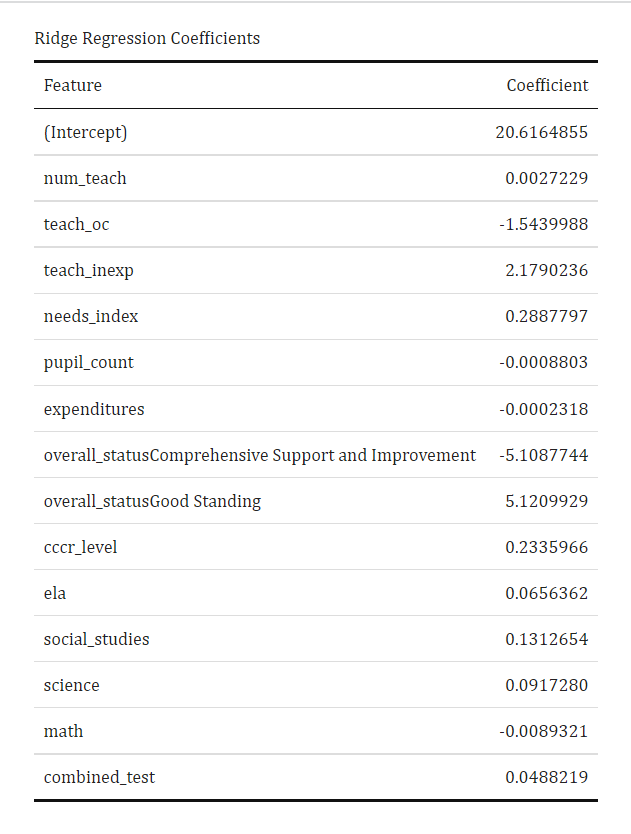 Ridge Regression Coefficients
Feature Coefficient
(Intercept) 20.6164855
num_teach 0.0027229
teach_oc -1.5439988
teach_inexp 2.1790236
needs_index 0.2887797
pupil_count -0.0008803
expenditures -0.0002318
overall_statusComprehensive Support and Improvement -5.1087744
overall_statusGood Standing 5.1209929
cccr_level 0.2335966
ela 0.0656362
social_studies 0.1312654
science 0.0917280
math -0.0089321
combined_test 0.0488219